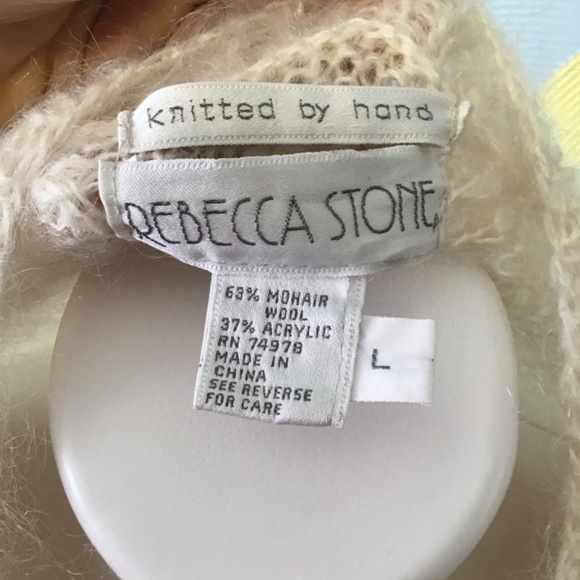 knitted by hand
REBECCA STONE
63% MOHAIR
WOOL
37% ACRYLIC
RN 74978
MADE IN
CHINA
SEE REVERSE
FOR CARE
L